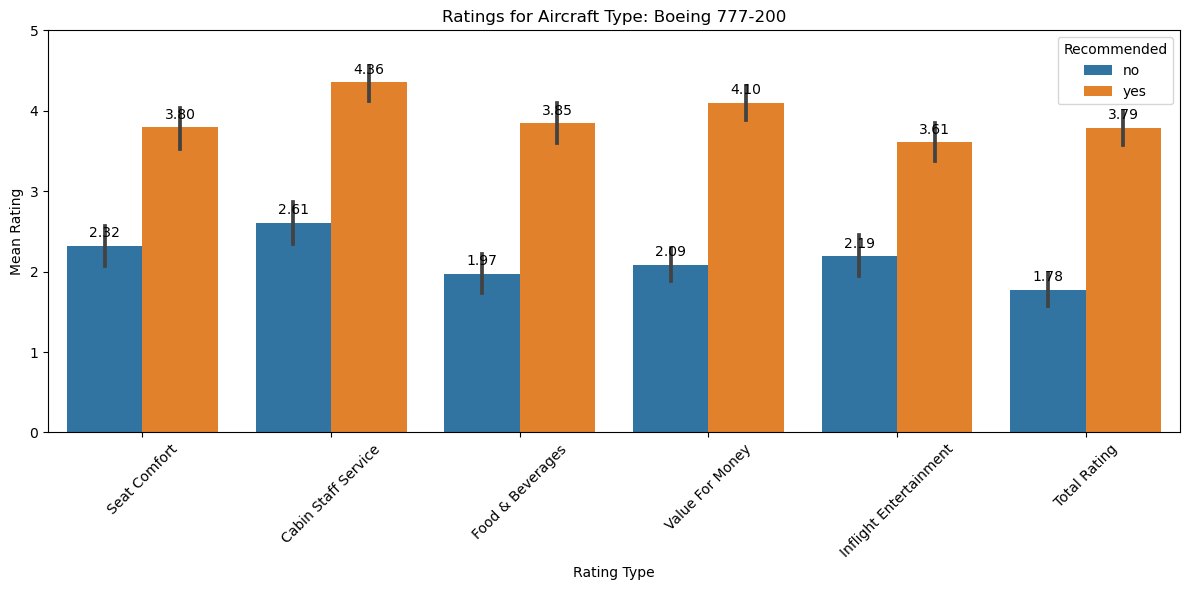 Ratings for Aircraft Type: Boeing 777-200
Recommended
no
yes
Mean Rating
5
4
3
2
1
0
2.32
3.80
2.61
4.36
1.97
3.85
2.09
4.10
2.19
3.61
1.78
3.79
Seat Comfort
Cabin Staff Service
Food & Beverages
Value For Money
Inflight Entertainment
Total Rating
Rating Type